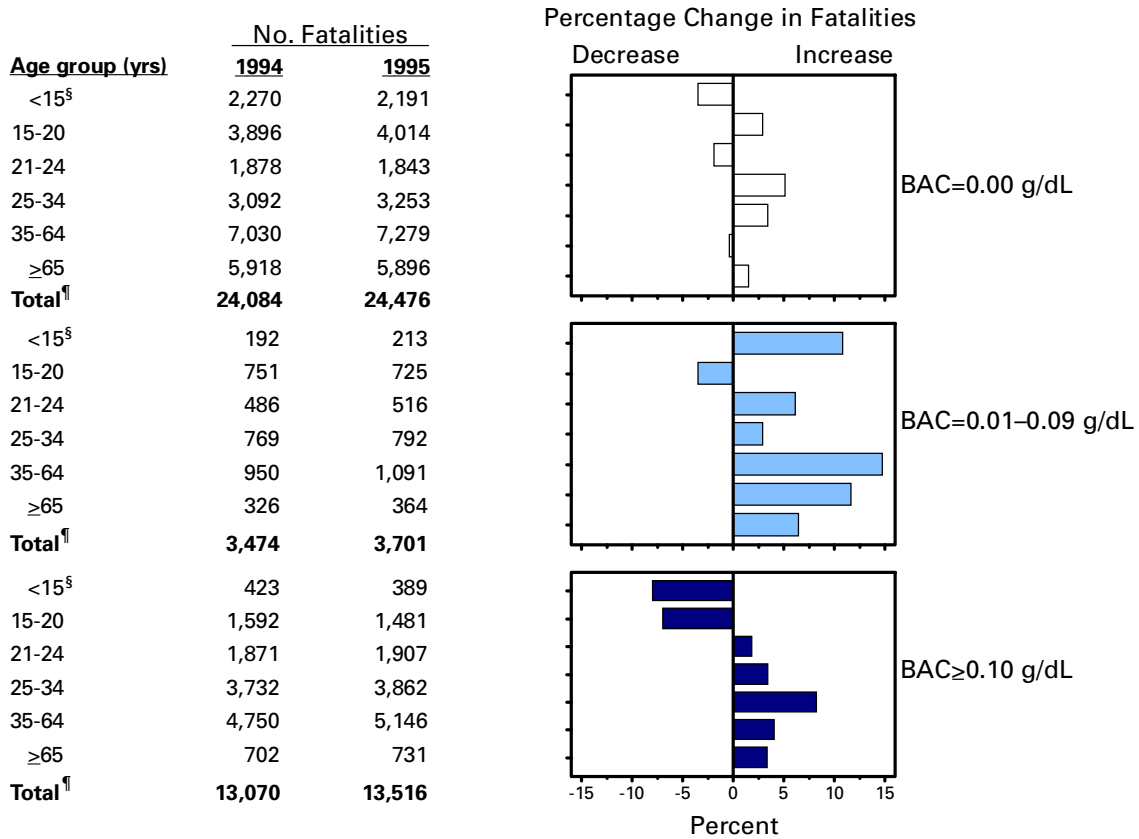 Percentage Change in Fatalities
No. Fatalities
Decrease Increase
Age group (yrs) 1994 1995
<15§ 2,270 2,191
15-20 3,896 4,014
21-24 1,878 1,843
25-34 3,092 3,253
BAC=0.00 g/dL
35-64 7,030 7,279
≥65 5,918 5,896
Total¶ 24,084 24,476
<15§ 192 213
15-20 751 725
21-24 486 516
BAC=0.01–0.09 g/dL
25-34 769 792
35-64 950 1,091
≥65 326 364
Total¶ 3,474 3,701
<15§ 423 389
15-20 1,592 1,481
21-24 1,871 1,907
BAC≥0.10 g/dL
25-34 3,732 3,862
35-64 4,750 5,146
≥65 702 731
Total¶ 13,070 13,516
-15 -10 -5 0 5 10 15
Percent